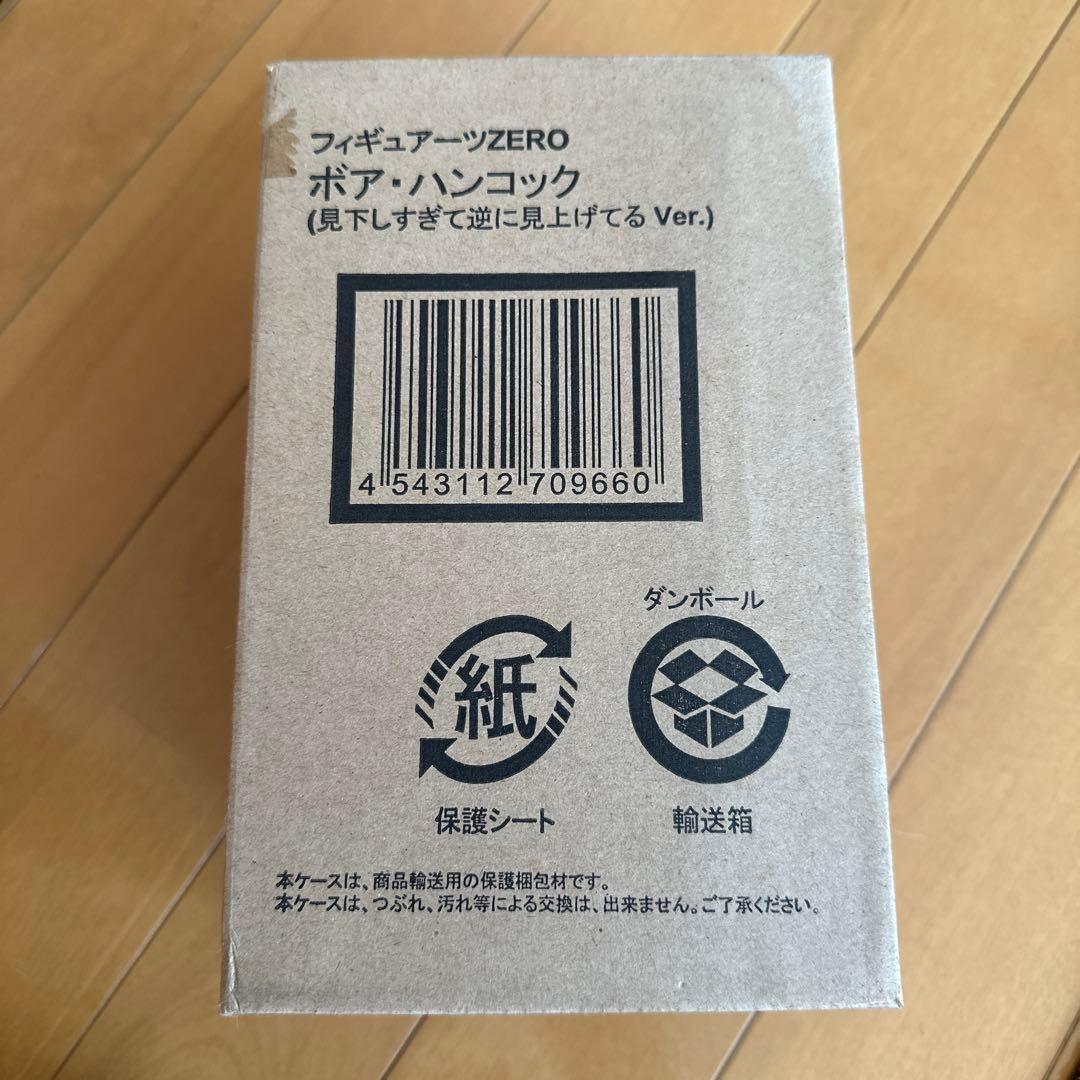 フィギュアーツZERO
ボア・ハンコック
(見下しすぎて逆に見上げてる Ver.)
4 543112 709660
ダンボール
紙
保護シート
輸送箱
本ケースは、商品輸送用の保護梱包材です。
本ケースは、つぶれ、汚れ等による交換は、出来ません。ご了承ください。